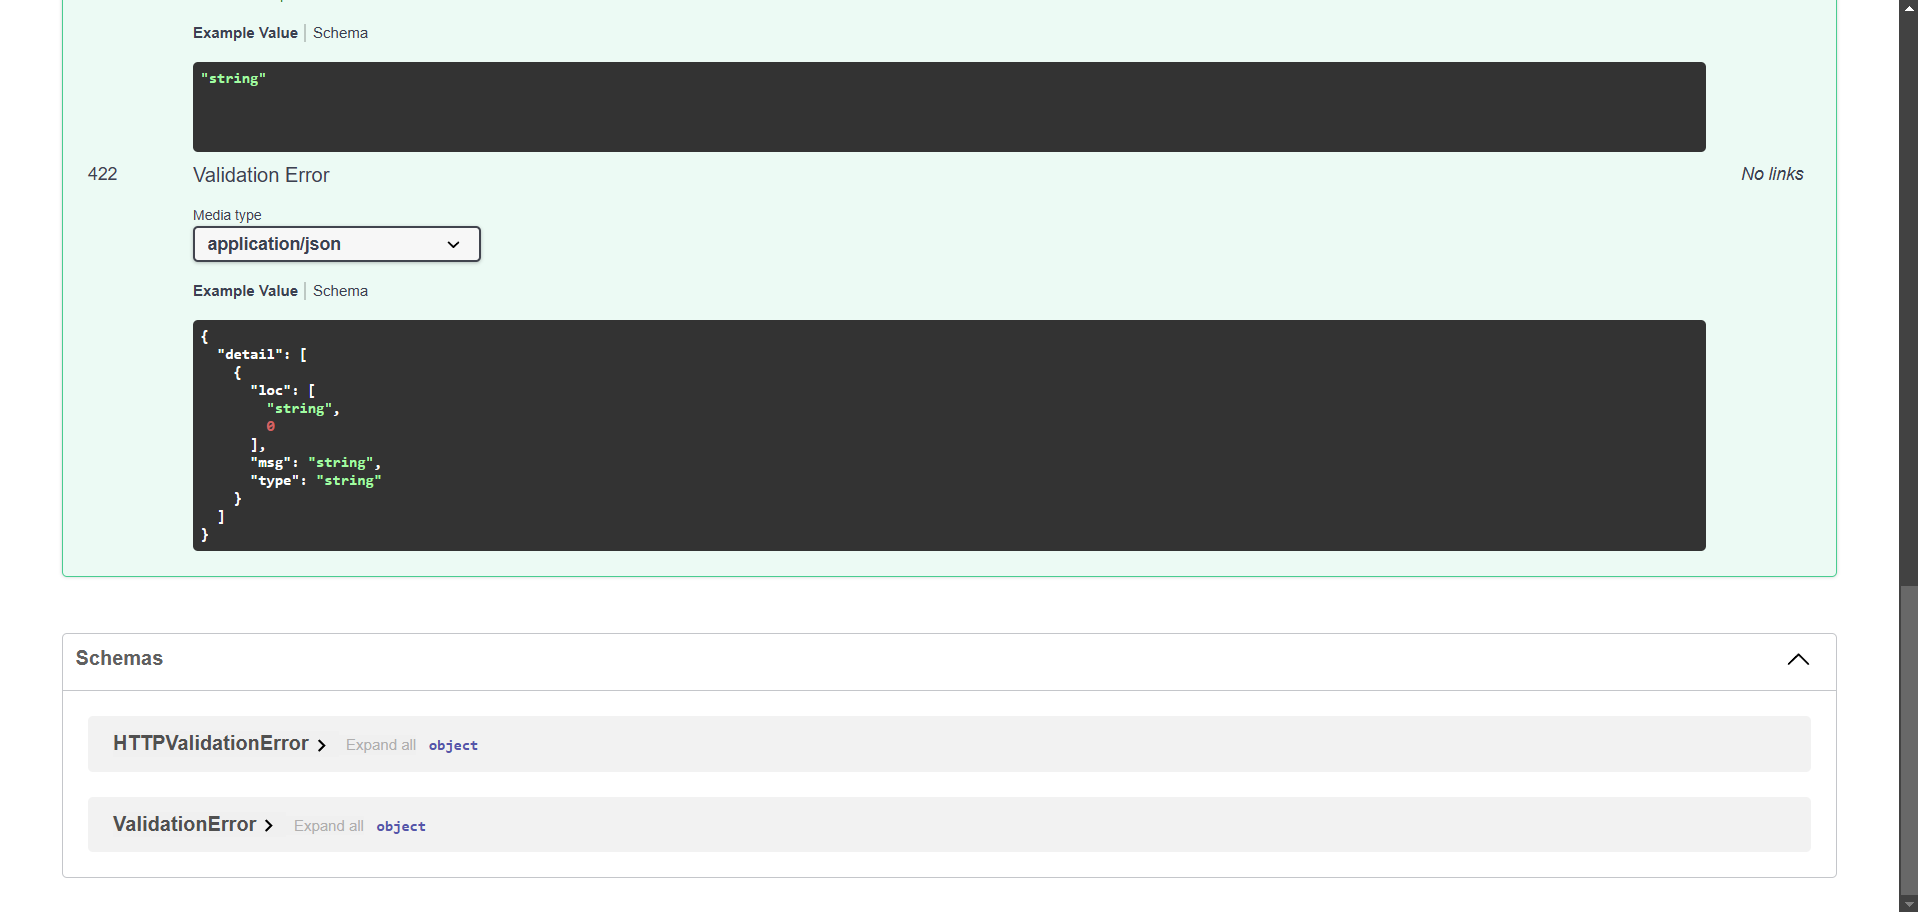 Example Value | Schema
"string"
422 Validation Error No links
Media type
application/json
Example Value | Schema
{
  "detail": [
    {
      "loc": [
        "string",
        0
      ],
      "msg": "string",
      "type": "string"
    }
  ]
}
Schemas
HTTPValidationError Expand all object
ValidationError Expand all object